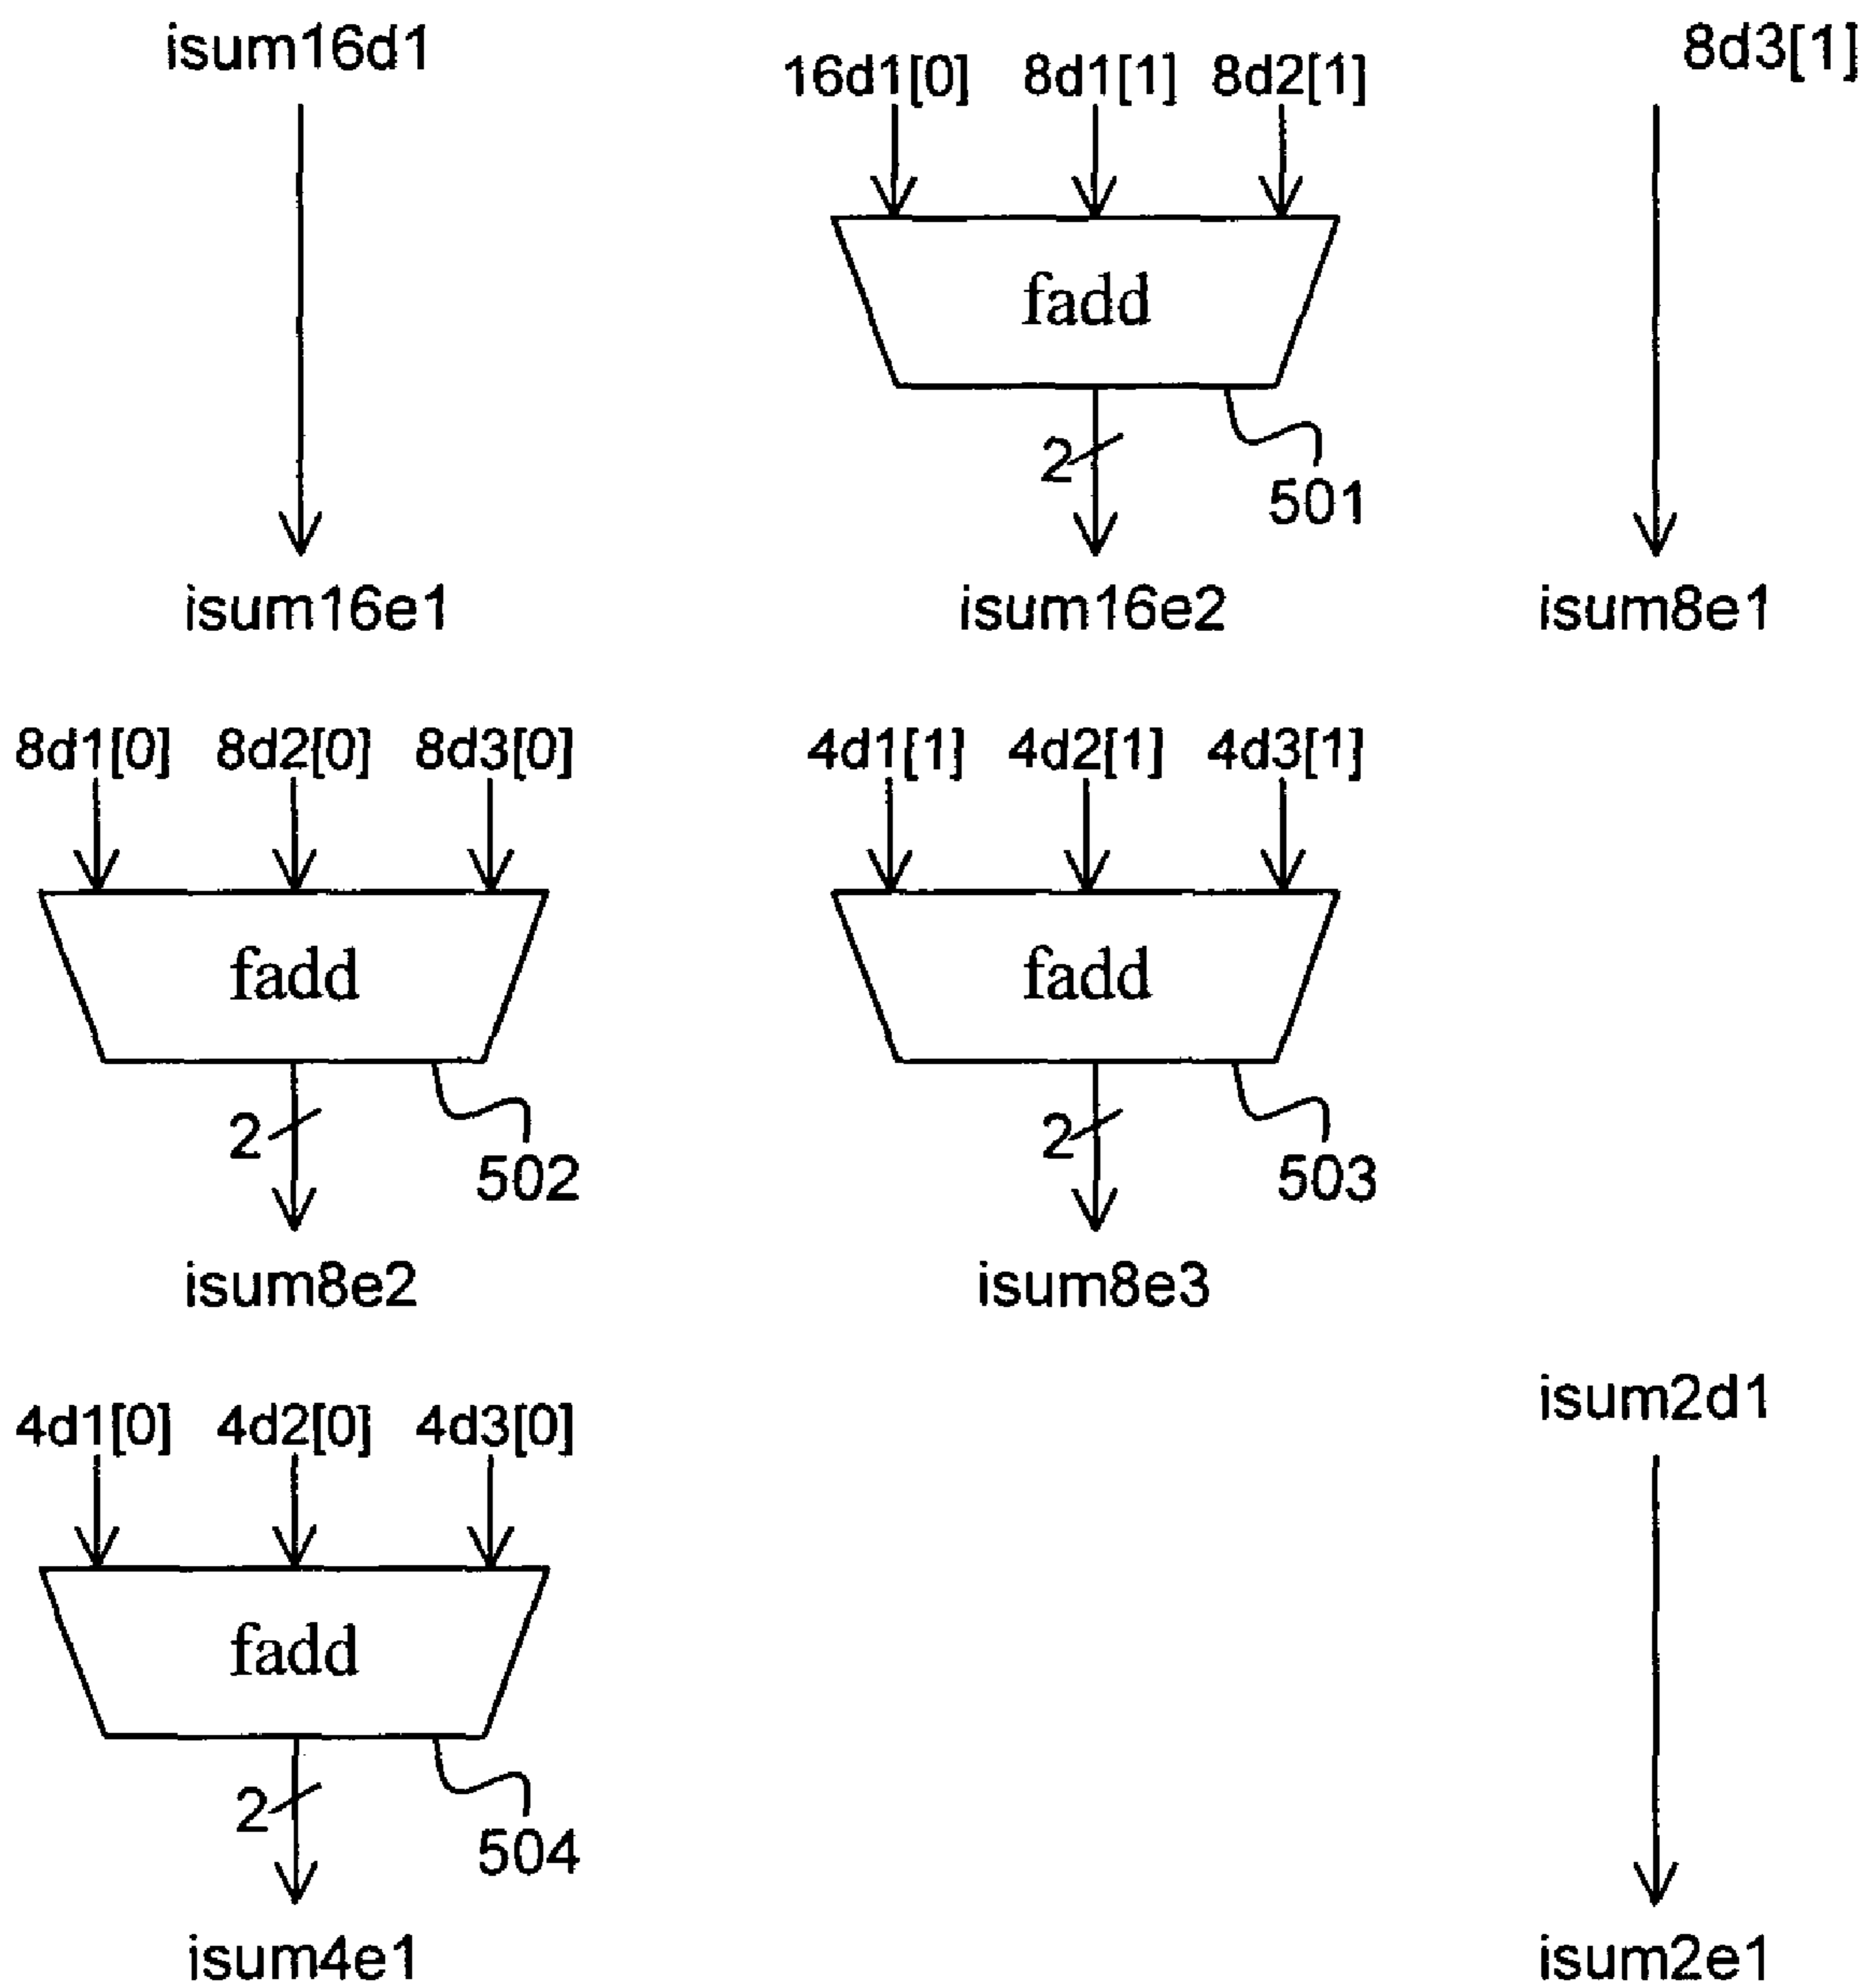 isum16d1
8d3[1]
16d1[0] 8d1[1] 8d2[1]
fadd
2
501
isum16e1 isum16e2 isum8e1
8d1[0] 8d2[0] 8d3[0] 4d1[1] 4d2[1] 4d3[1]
fadd fadd
2 2
502 503
isum8e2 isum8e3
isum2d1
4d1[0] 4d2[0] 4d3[0]
fadd
2
504
isum4e1 isum2e1